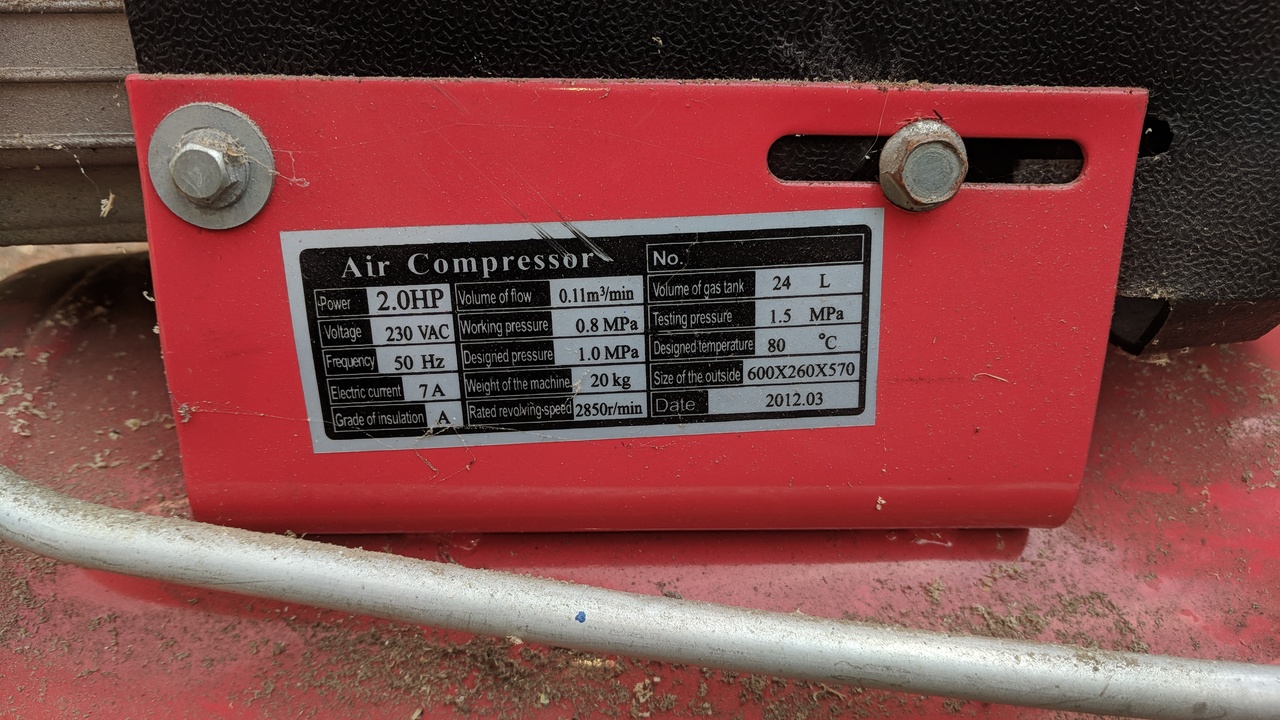 Air Compressor
No.
Power 2.0HP Volume of flow 0.11m³/min Volume of gas tank 24 L
Voltage 230 VAC Working pressure 0.8 MPa Testing pressure 1.5 MPa
Frequency 50 Hz Designed pressure 1.0 MPa Designed temperature 80 °C
Electric current 7A Weight of the machine 20 kg Size of the outside 600X260X570
Grade of insulation A Rated revolving-speed 2850r/min Date 2012.03